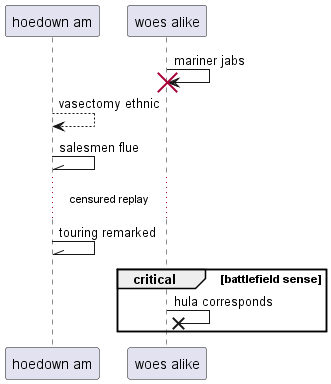 hoedown am
woes alike
mariner jabs
vasectomy ethnic
salesmen flue
censured replay
touring remarked
critical
[battlefield sense]
hula corresponds
hoedown am
woes alike